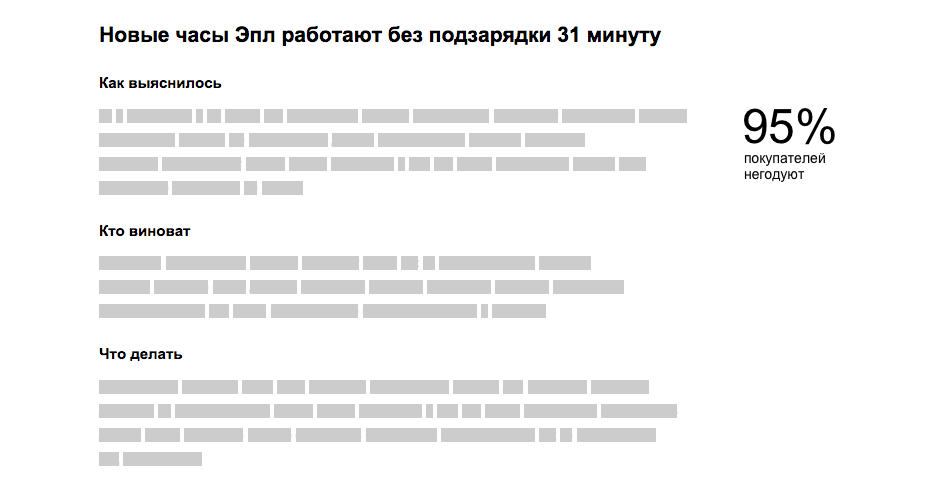 Новые часы Эпл работают без подзарядки 31 минуту
Как выяснилось
95%
покупателей
негодуют
Кто виноват
Что делать